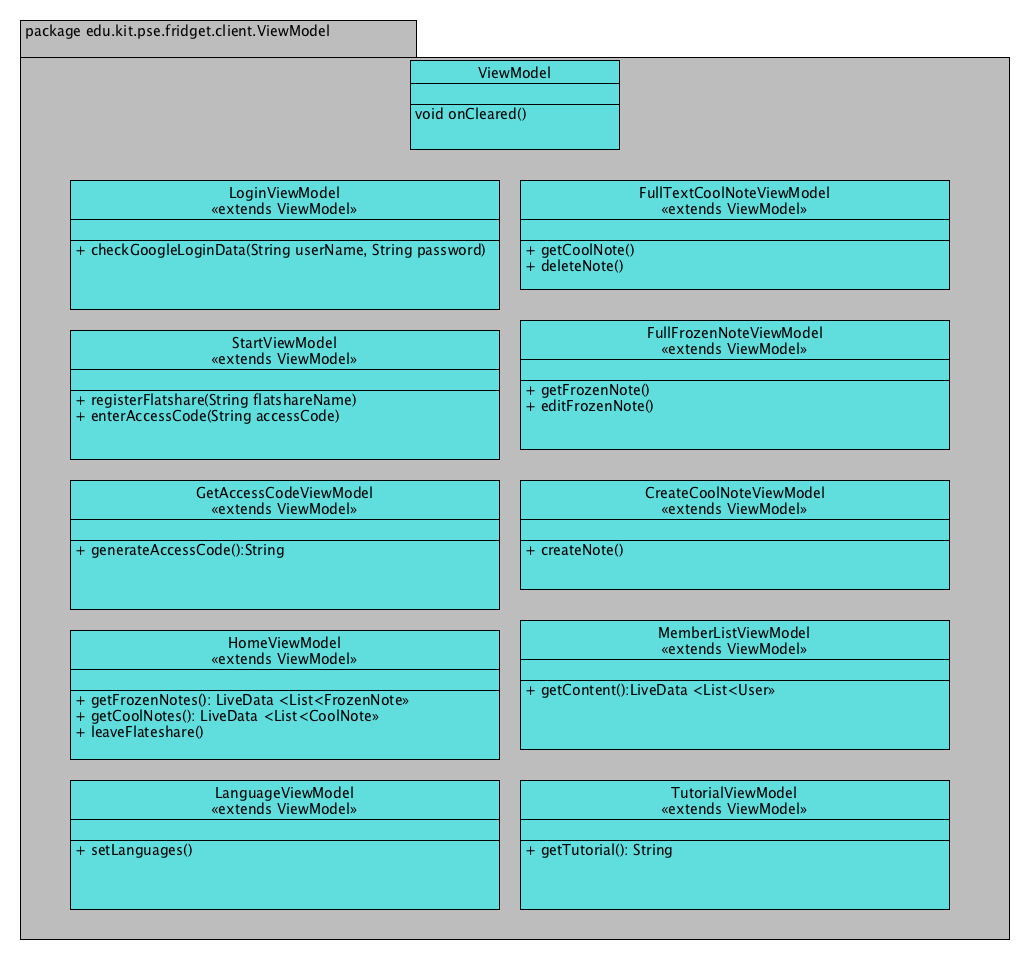 package edu.kit.pse.fridget.client.ViewModel
ViewModel
void onCleared()
LoginViewModel
«extends ViewModel»
+ checkGoogleLoginData(String userName, String password)
StartViewModel
«extends ViewModel»
+ registerFlatshare(String flatshareName)
+ enterAccessCode(String accessCode)
GetAccessCodeViewModel
«extends ViewModel»
+ generateAccessCode():String
HomeViewModel
«extends ViewModel»
+ getFrozenNotes(): LiveData <List<FrozenNote»
+ getCoolNotes(): LiveData <List<CoolNote»
+ leaveFlateshare()
LanguageViewModel
«extends ViewModel»
+ setLanguages()
FullTextCoolNoteViewModel
«extends ViewModel»
+ getCoolNote()
+ deleteNote()
FullFrozenNoteViewModel
«extends ViewModel»
+ getFrozenNote()
+ editFrozenNote()
CreateCoolNoteViewModel
«extends ViewModel»
+ createNote()
MemberListViewModel
«extends ViewModel»
+ getContent():LiveData <List<User»
TutorialViewModel
«extends ViewModel»
+ getTutorial(): String